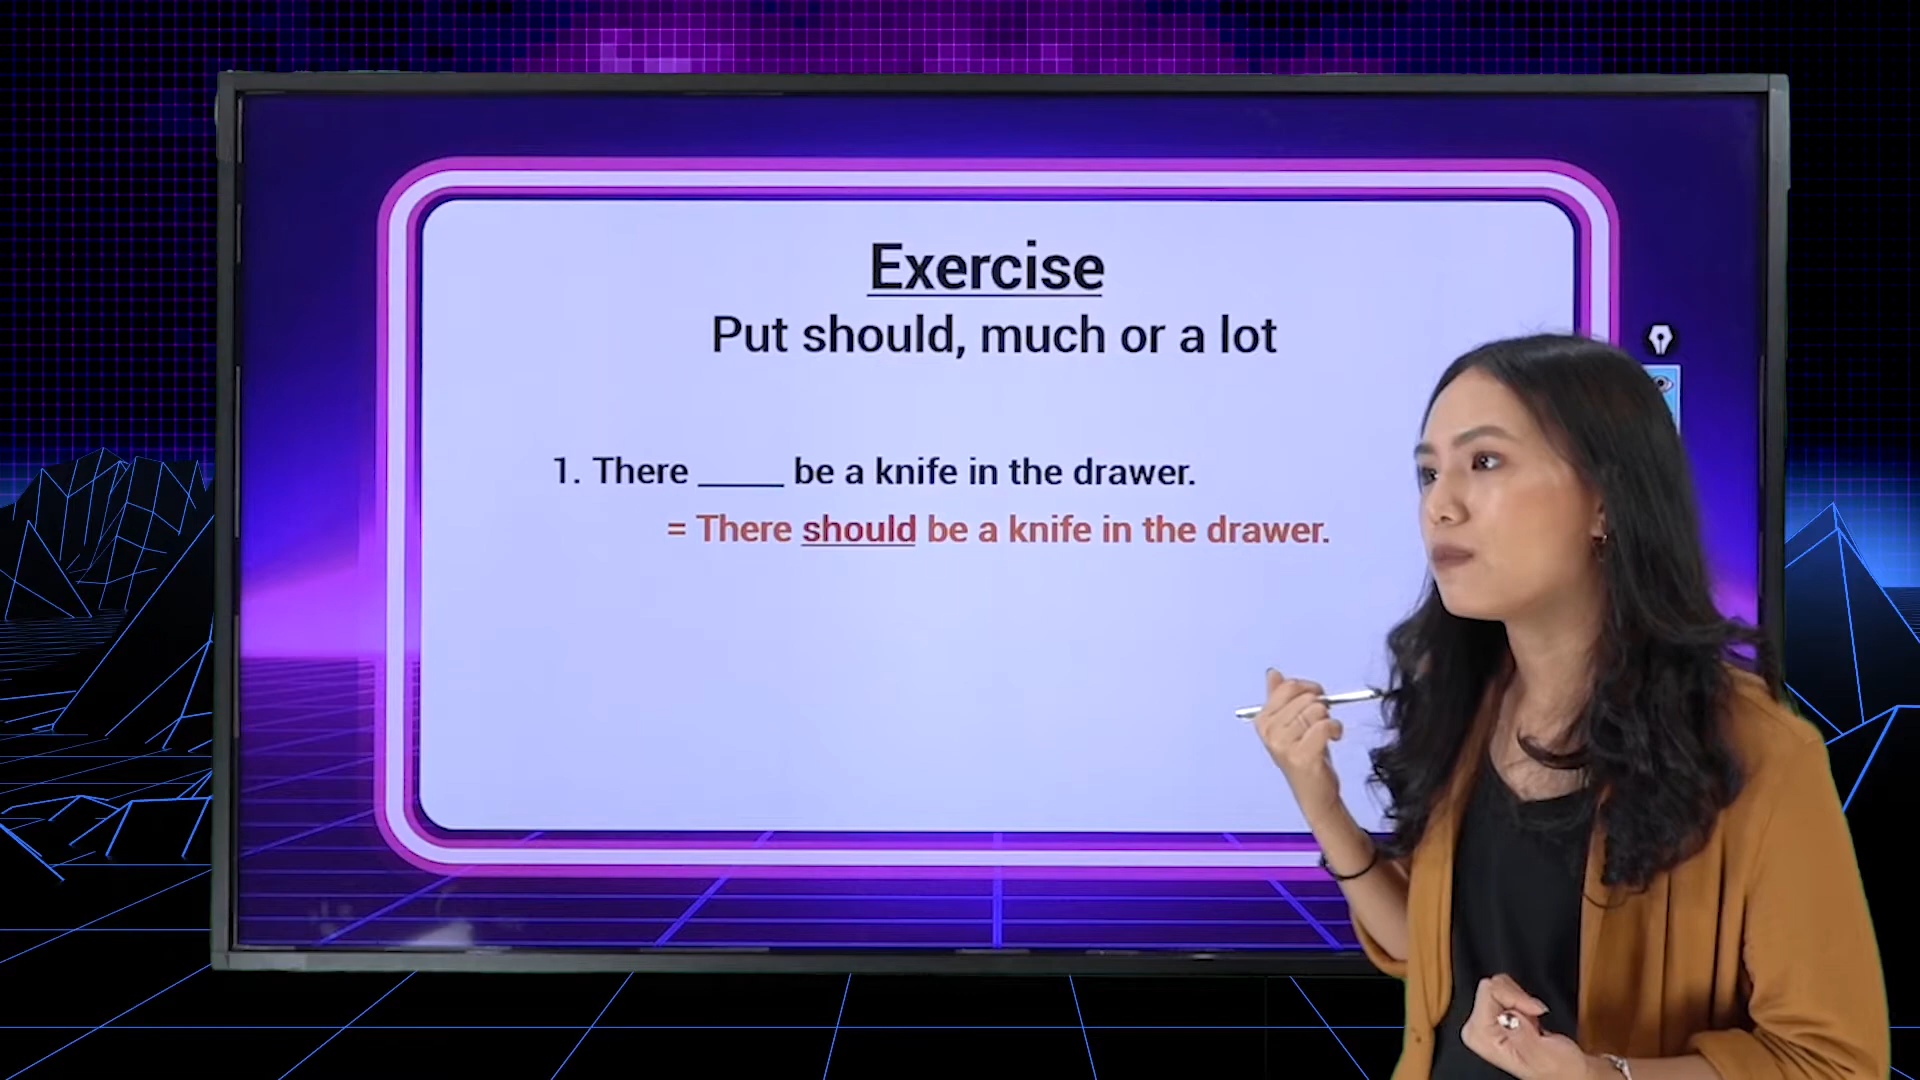 Exercise
Put should, much or a lot
1. There _____ be a knife in the drawer.
= There should be a knife in the drawer.